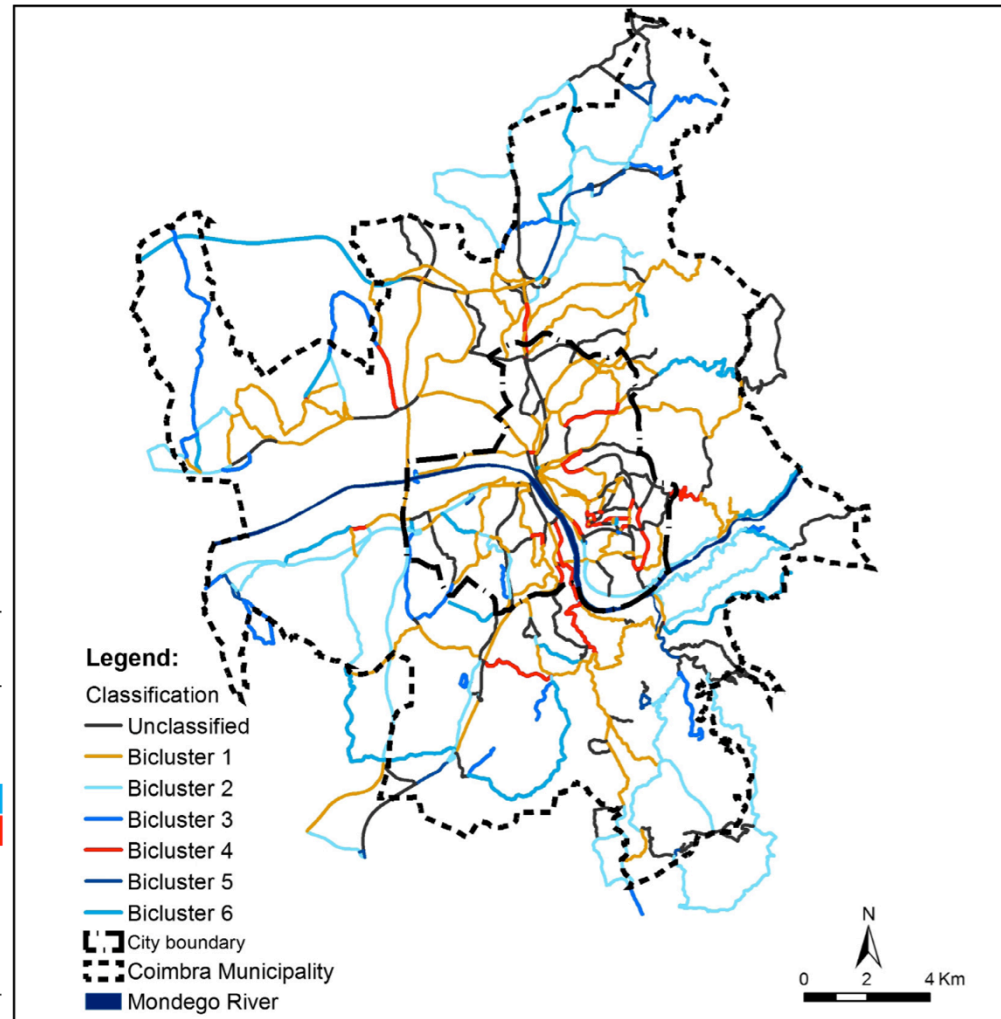 Legend:
Classification
Unclassified
Bicluster 1
Bicluster 2
Bicluster 3
Bicluster 4
Bicluster 5
Bicluster 6
City boundary
Coimbra Municipality
Mondego River
N
0 2 4 Km